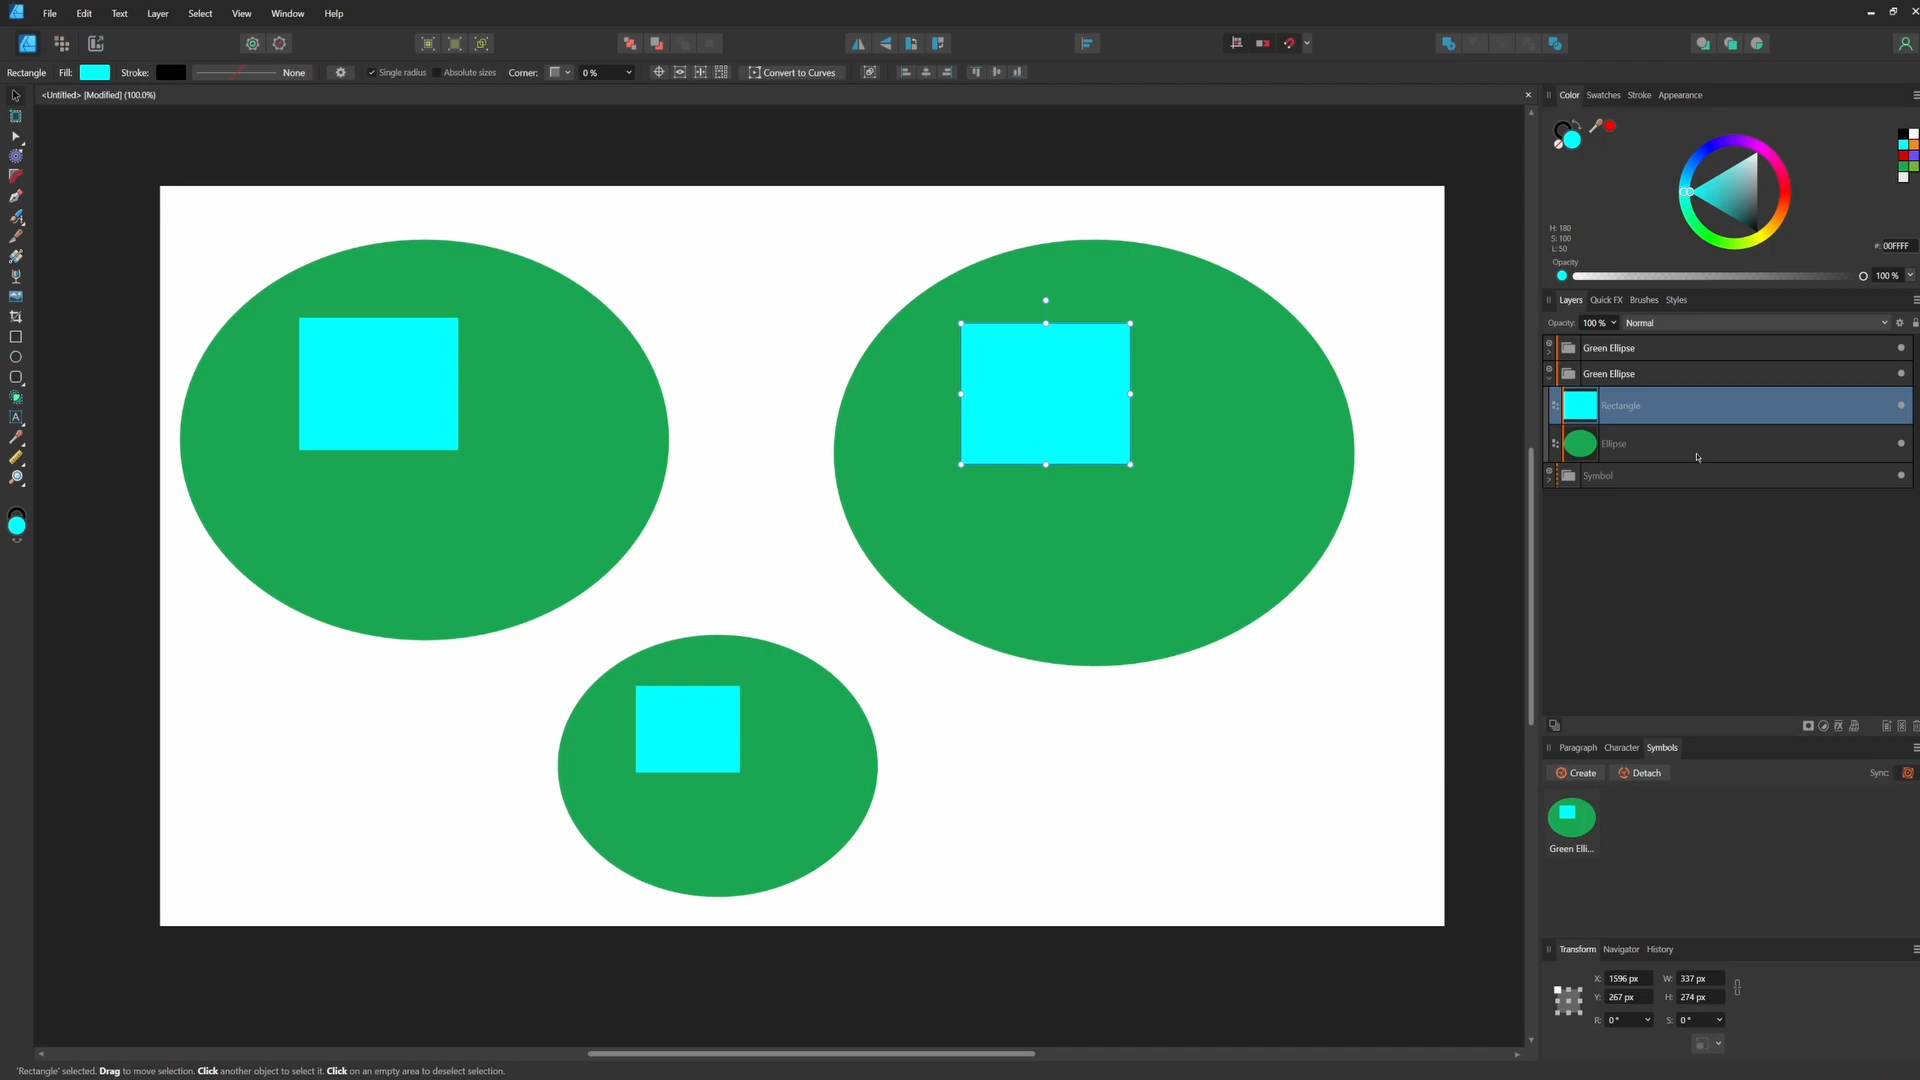 File Edit Text Layer Select View Window Help
Rectangle Fill: Stroke: None Single radius Absolute sizes Corner: 0 % Convert to Curves
<Untitled> [Modified] (100.0%)
Color Swatches Stroke Appearance
H: 180
S: 100
L: 50
#: 00FFFF
Opacity
100 %
Layers Quick FX Brushes Styles
Opacity: 100 % Normal
Green Ellipse
Green Ellipse
Rectangle
Ellipse
Symbol
Paragraph Character Symbols
Create Detach Sync:
Green Elli...
Transform Navigator History
X: 1596 px W: 337 px
Y: 267 px H: 274 px
R: 0 ° S: 0 °
'Rectangle' selected. Drag to move selection. Click another object to select it. Click on an empty area to deselect selection.